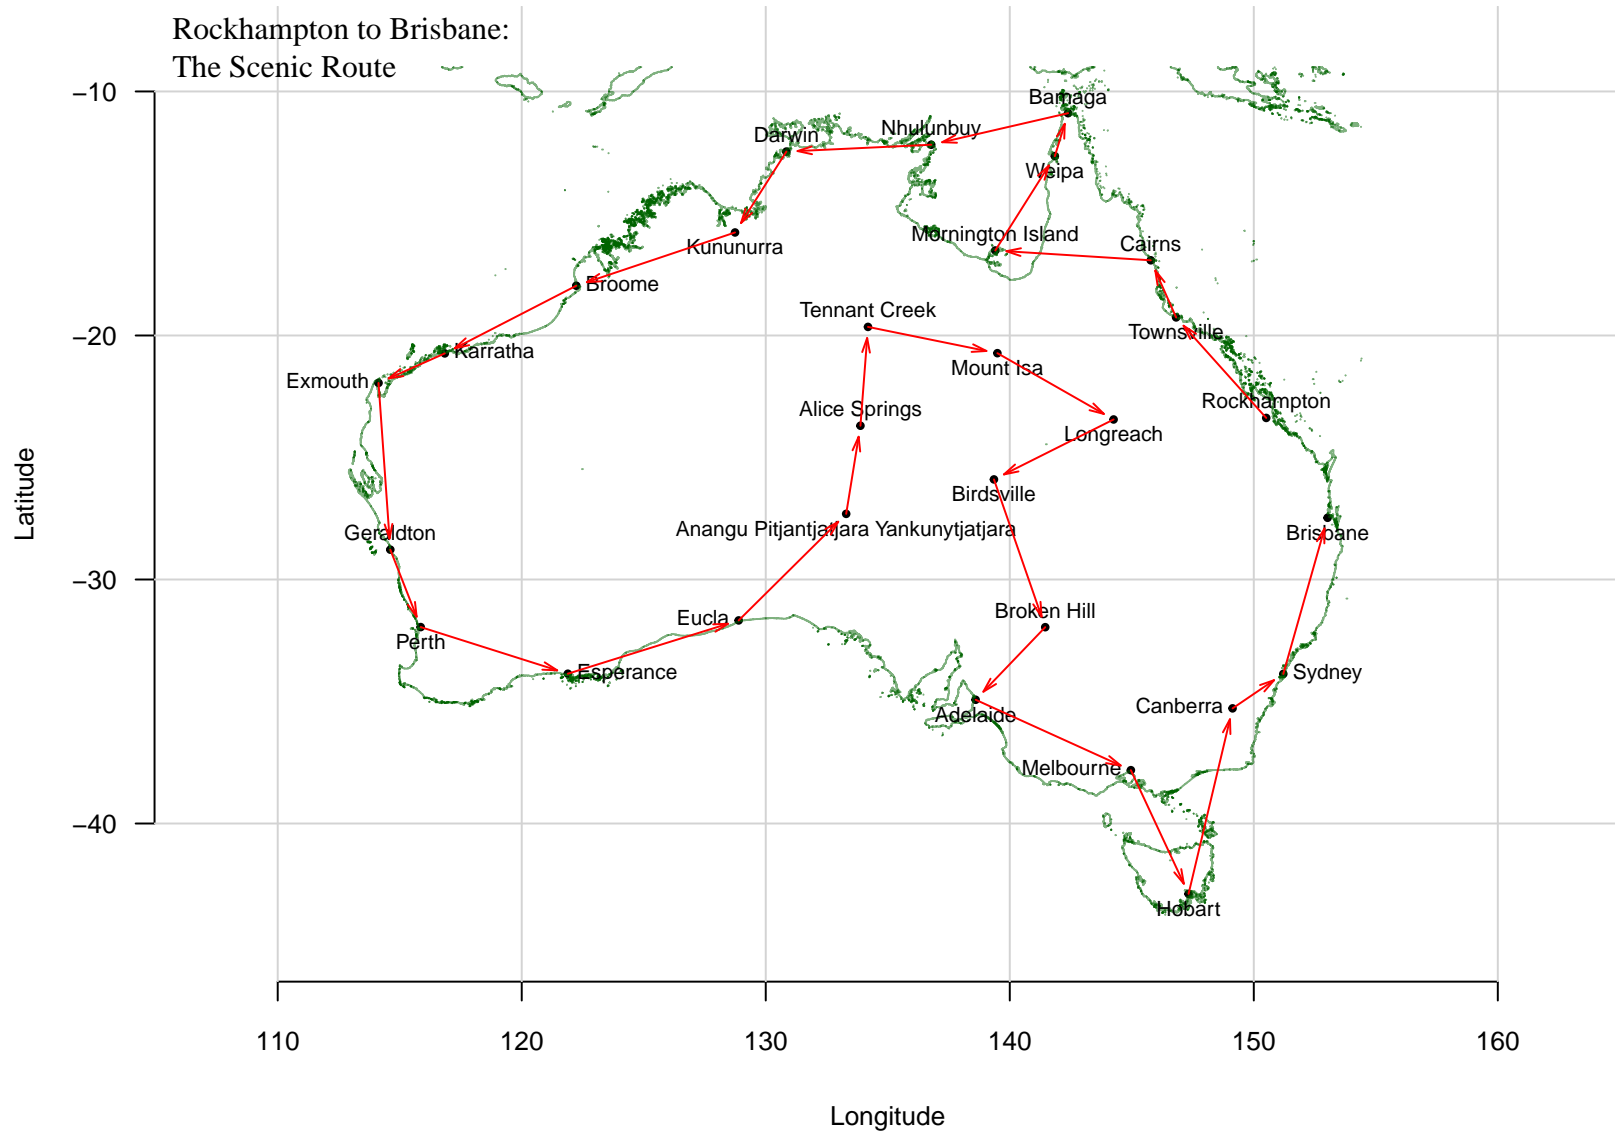 Rockhampton to Brisbane:
The Scenic Route
Latitude
−10
−20
−30
−40
Bamaga
Nhulunbuy
Darwin
Weipa
Mornington Island
Cairns
Kununurra
Broome
Tennant Creek
Townsville
Karratha
Mount Isa
Exmouth
Rockhampton
Alice Springs
Longreach
Birdsville
Anangu Pitjantjatjara Yankunytjatjara
Geraldton
Brisbane
Broken Hill
Eucla
Perth
Esperance
Sydney
Canberra
Adelaide
Melbourne
Hobart
110
120
130
140
150
160
Longitude